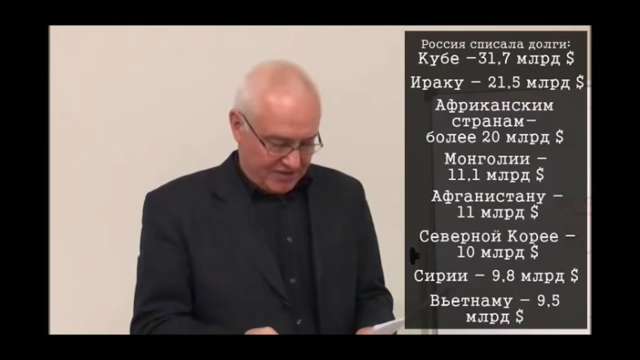 Россия списала долги:
Кубе –31,7 млрд $
Ираку – 21,5 млрд $
Африканским
странам–
более 20 млрд $
Монголии –
11,1 млрд $
Афганистану –
11 млрд $
Северной Корее –
10 млрд $
Сирии – 9,8 млрд $
Вьетнаму – 9,5
млрд $